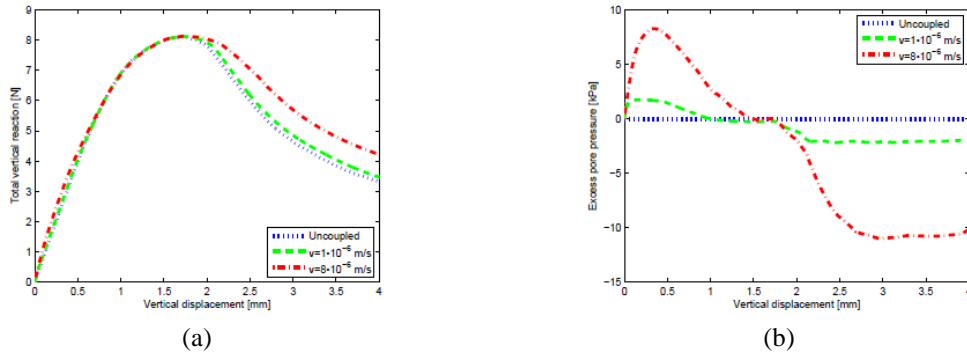 9
8
7
6
5
4
3
2
1
0
Total vertical reaction [N]
Uncoupled
v=1•10⁻⁶ m/s
v=8•10⁻⁶ m/s
0 0.5 1 1.5 2 2.5 3 3.5 4
Vertical displacement [mm]
(a)
10
5
0
−5
−10
−15
Excess pore pressure [kPa]
Uncoupled
v=1•10⁻⁶ m/s
v=8•10⁻⁶ m/s
0 0.5 1 1.5 2 2.5 3 3.5 4
Vertical displacement [mm]
(b)